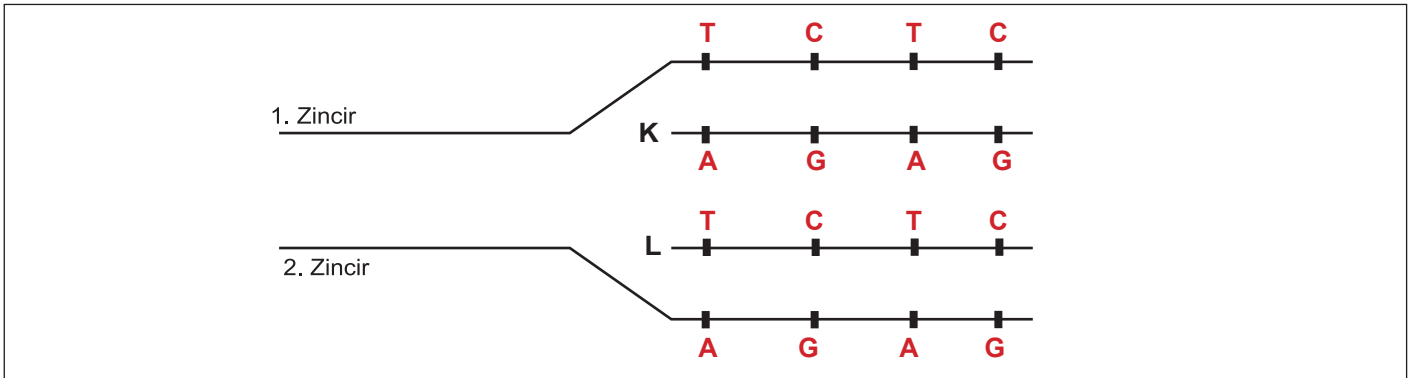 T C T C
1. Zincir
K
A G A G
T C T C
L
2. Zincir
A G A G